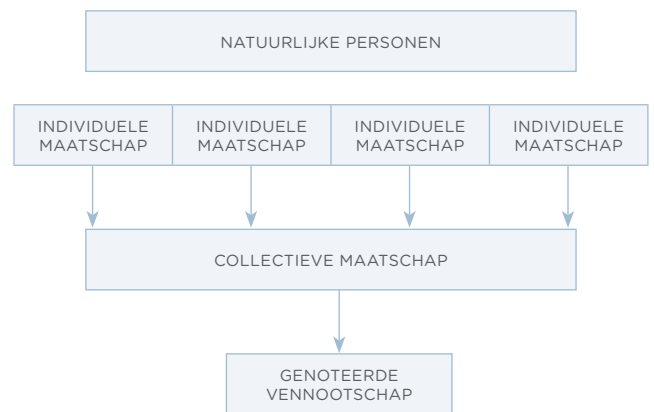 NATUURLIJKE PERSONEN
INDIVIDUELE
MAATSCHAP
INDIVIDUELE
MAATSCHAP
INDIVIDUELE
MAATSCHAP
INDIVIDUELE
MAATSCHAP
COLLECTIEVE MAATSCHAP
GENOTEERDE
VENNOOTSCHAP